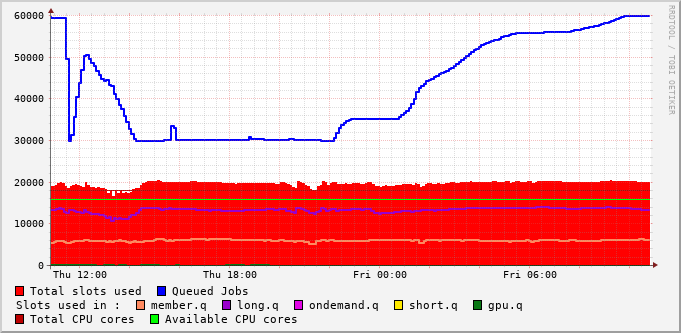 RRDTOOL / TOBI OETIKER
60000
50000
40000
30000
20000
10000
0
Thu 12:00 Thu 18:00 Fri 00:00 Fri 06:00
Total slots used Queued Jobs
Slots used in : member.q long.q ondemand.q short.q gpu.q
Total CPU cores Available CPU cores